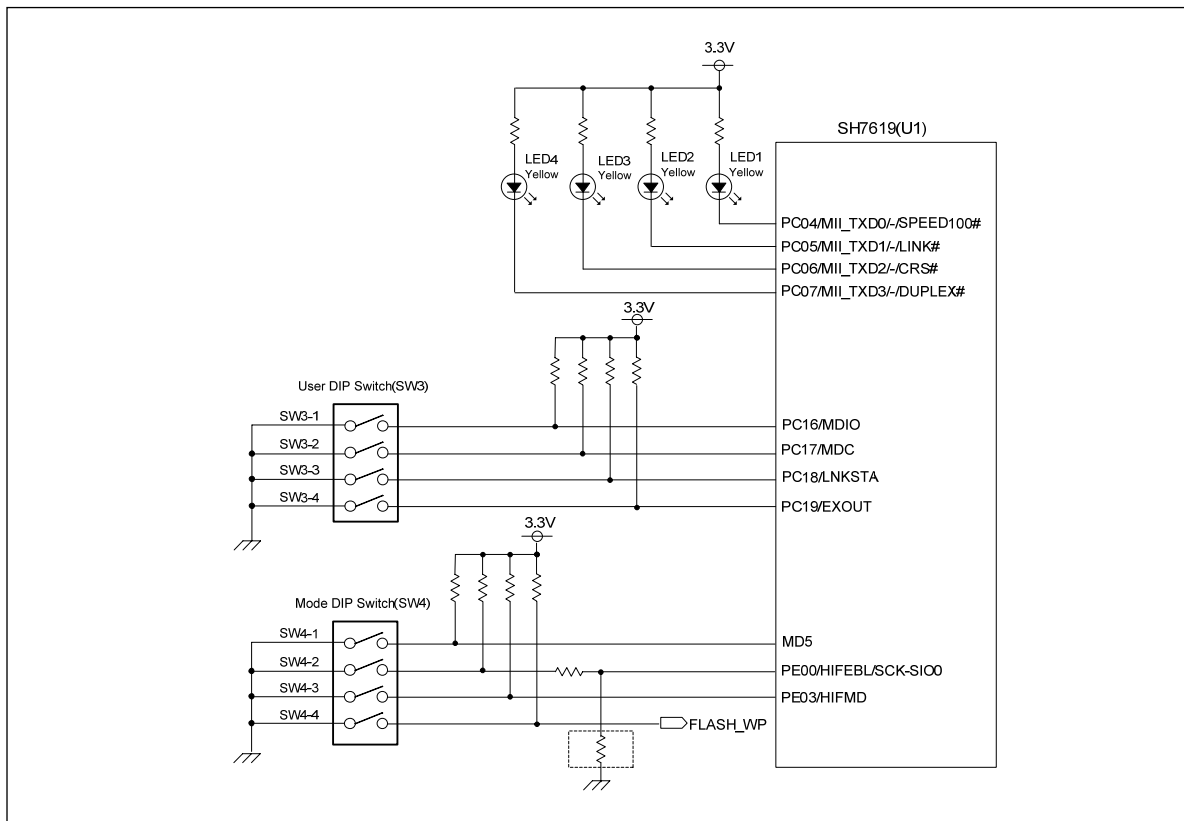 3.3V
SH7619(U1)
LED4
Yellow
LED3
Yellow
LED2
Yellow
LED1
Yellow
PC04/MII_TXD0/-/SPEED100#
PC05/MII_TXD1/-/LINK#
PC06/MII_TXD2/-/CRS#
PC07/MII_TXD3/-/DUPLEX#
3.3V
User DIP Switch(SW3)
SW3-1
SW3-2
SW3-3
SW3-4
PC16/MDIO
PC17/MDC
PC18/LNKSTA
PC19/EXOUT
3.3V
Mode DIP Switch(SW4)
SW4-1
SW4-2
SW4-3
SW4-4
MD5
PE00/HIFEBL/SCK-SIO0
PE03/HIFMD
FLASH_WP